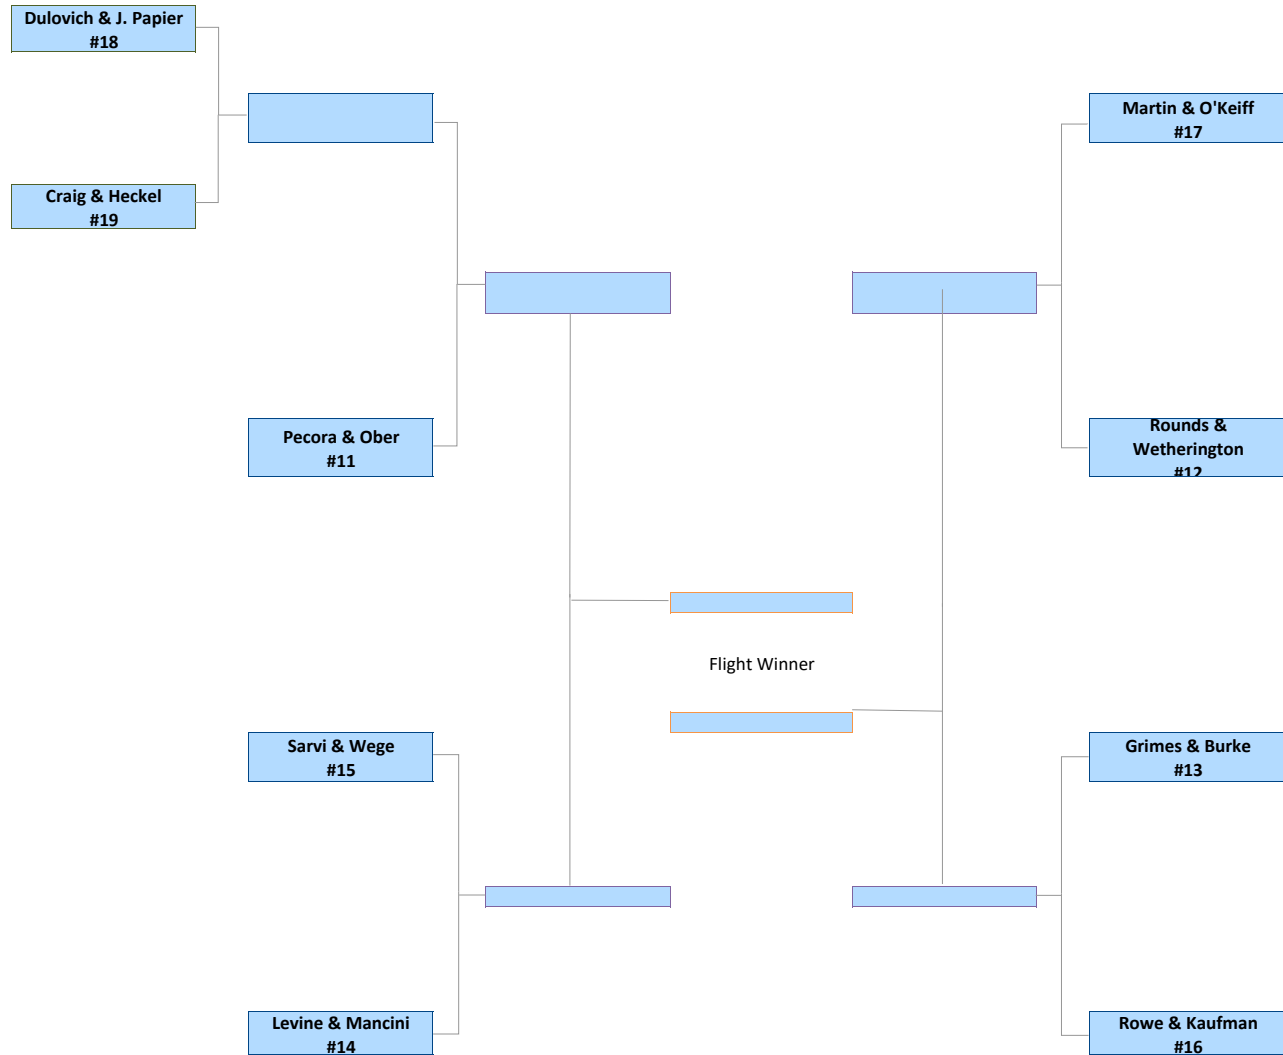 Dulovich & J. Papier
#18
Martin & O'Keiff
#17
Craig & Heckel
#19
Pecora & Ober
#11
Rounds &
Wetherington
#12
Flight Winner
Sarvi & Wege
#15
Grimes & Burke
#13
Levine & Mancini
#14
Rowe & Kaufman
#16